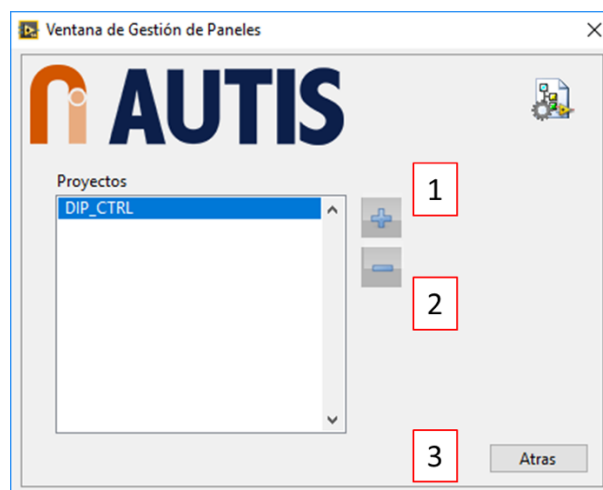 Ventana de Gestión de Paneles
AUTIS
Proyectos
DIP_CTRL
1
2
3
Atras